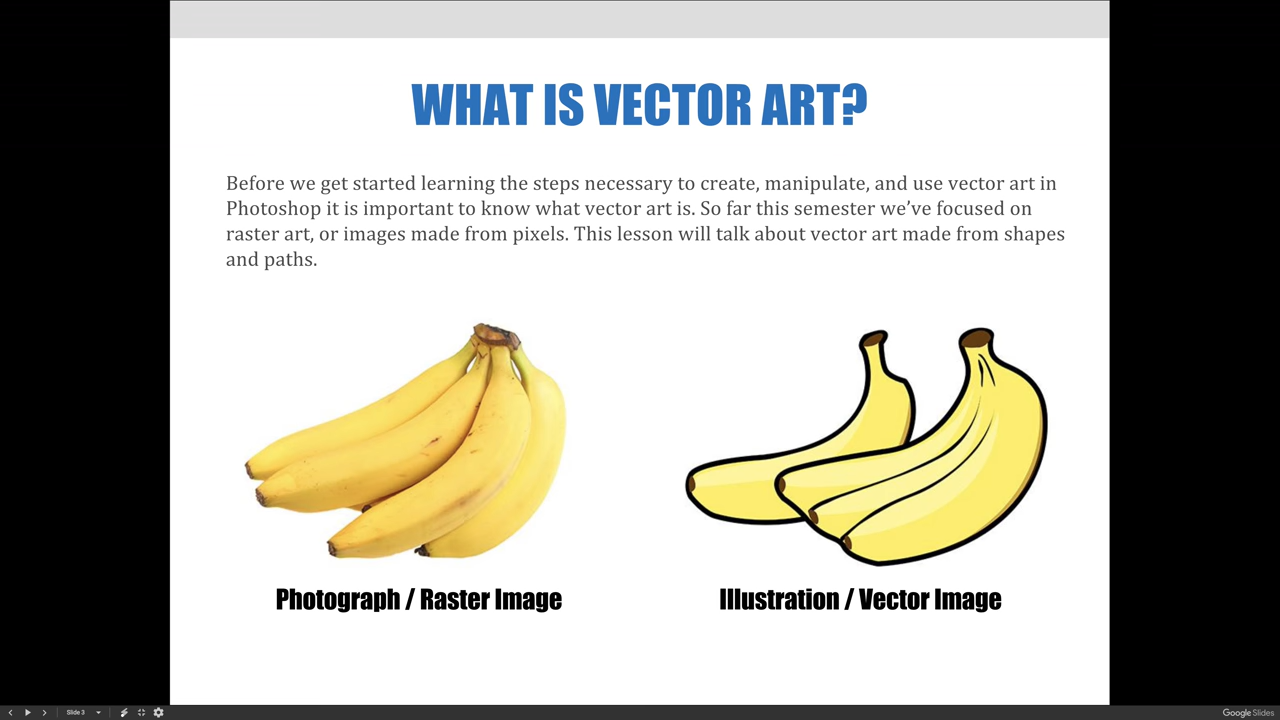 WHAT IS VECTOR ART?
Before we get started learning the steps necessary to create, manipulate, and use vector art in
Photoshop it is important to know what vector art is. So far this semester we’ve focused on
raster art, or images made from pixels. This lesson will talk about vector art made from shapes
and paths.
Photograph / Raster Image
Illustration / Vector Image
Slide 3
Google Slides